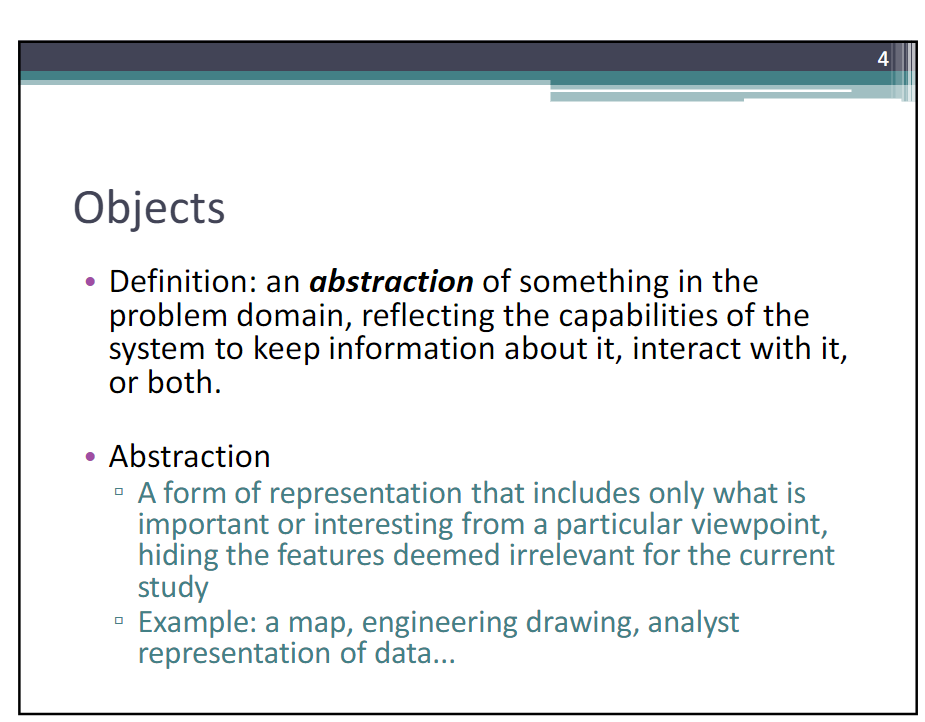 4
Objects
• Definition: an abstraction of something in the
problem domain, reflecting the capabilities of the
system to keep information about it, interact with it,
or both.
• Abstraction
▫ A form of representation that includes only what is
important or interesting from a particular viewpoint,
hiding the features deemed irrelevant for the current
study
▫ Example: a map, engineering drawing, analyst
representation of data...